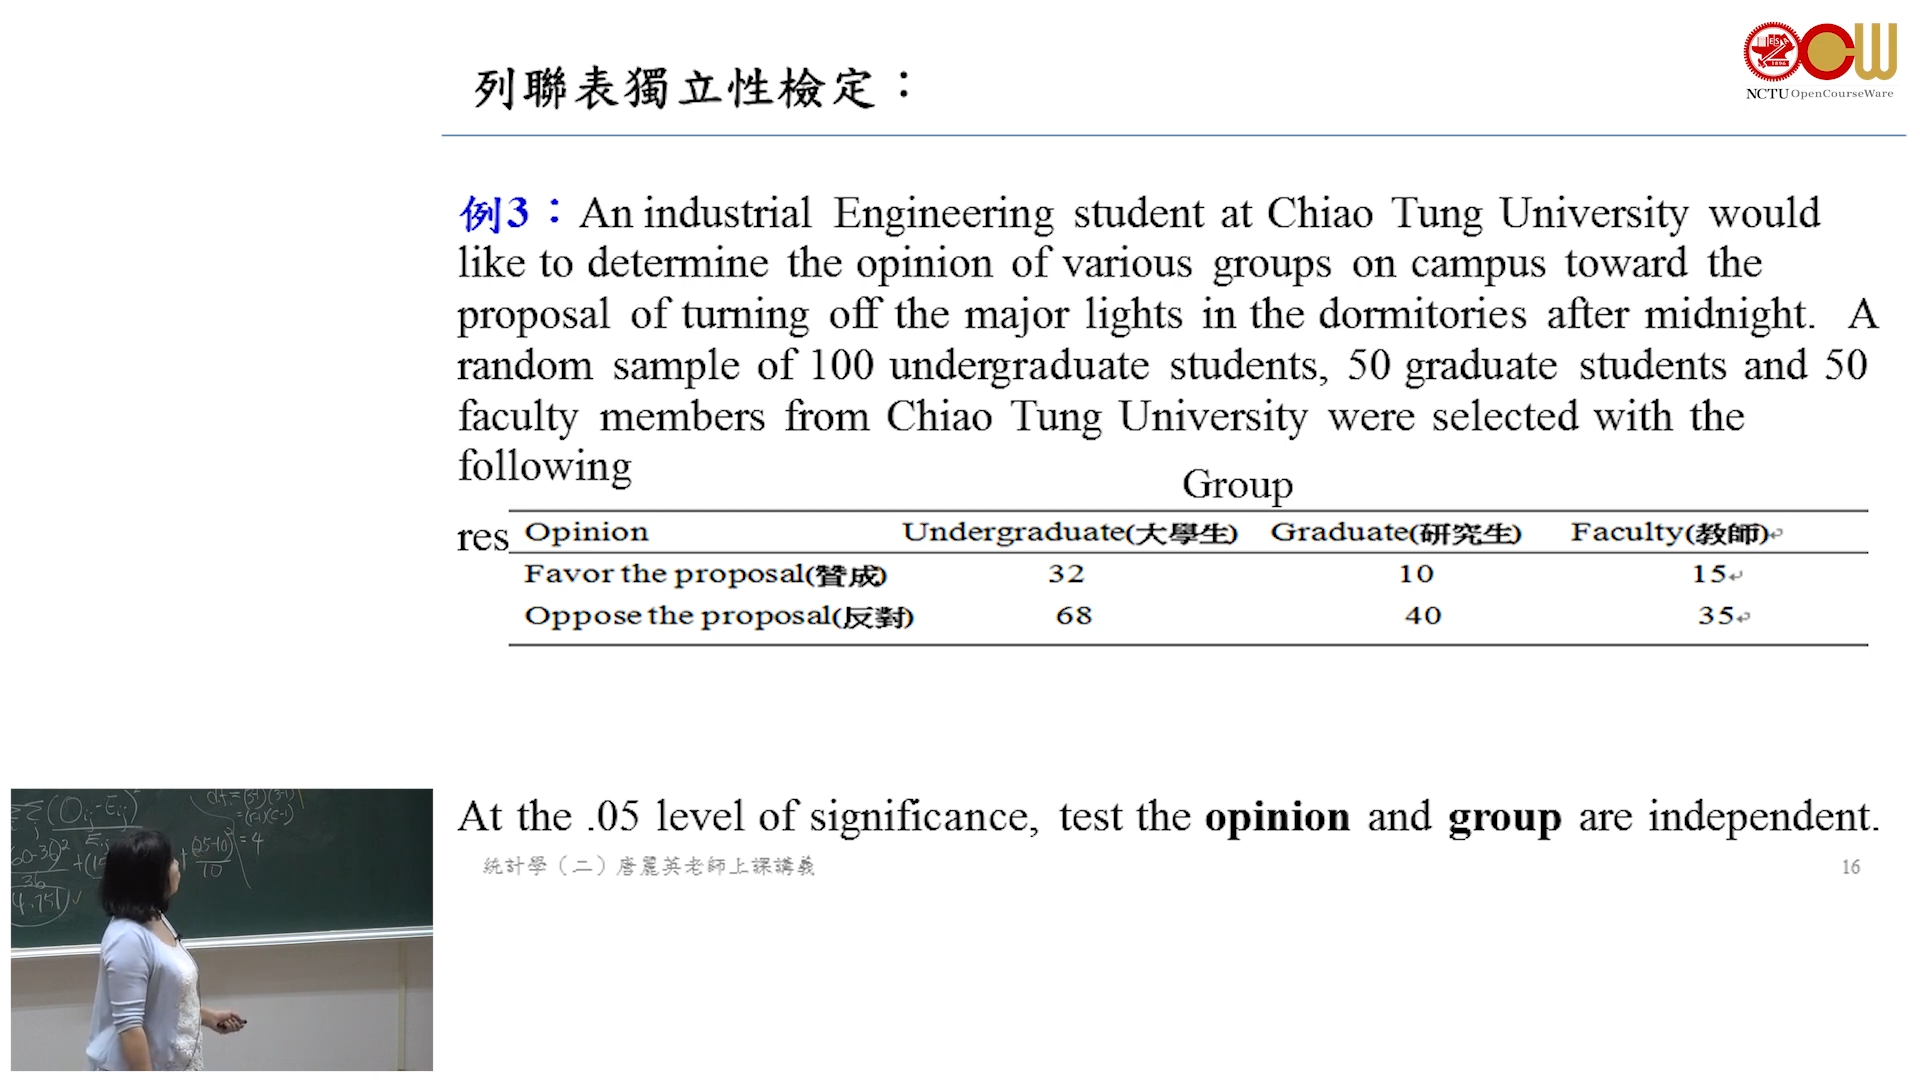 列聯表獨立性檢定：
NCTU OpenCourseWare
例3：An industrial Engineering student at Chiao Tung University would
like to determine the opinion of various groups on campus toward the
proposal of turning off the major lights in the dormitories after midnight. A
random sample of 100 undergraduate students, 50 graduate students and 50
faculty members from Chiao Tung University were selected with the
following
Group
res
Opinion Undergraduate(大學生) Graduate(研究生) Faculty(教師)
Favor the proposal(贊成) 32 10 15
Oppose the proposal(反對) 68 40 35
At the .05 level of significance, test the opinion and group are independent.
統計學（二）唐麗英老師上課講義
16